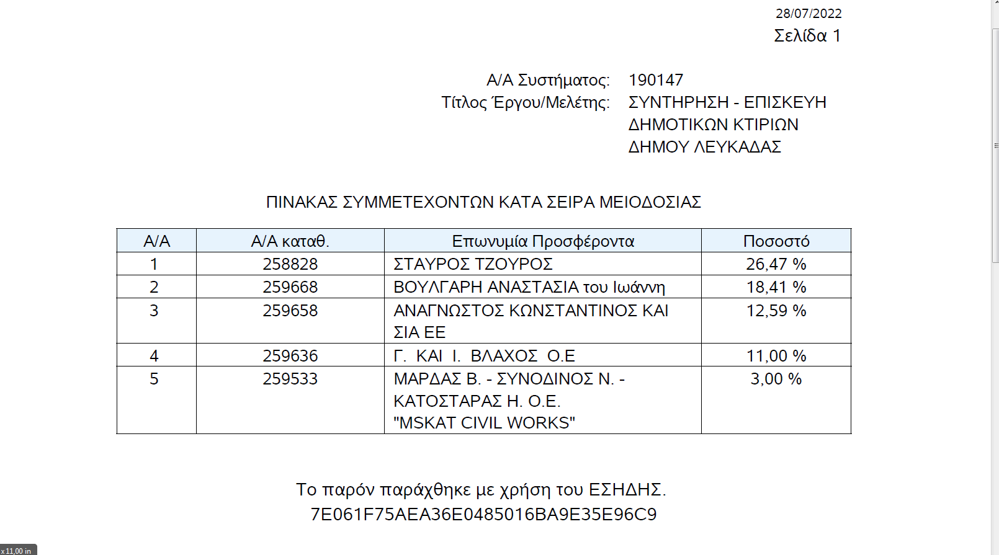 28/07/2022
Σελίδα 1
Α/Α Συστήματος: 190147
Τίτλος Έργου/Μελέτης: ΣΥΝΤΗΡΗΣΗ - ΕΠΙΣΚΕΥΗ
ΔΗΜΟΤΙΚΩΝ ΚΤΙΡΙΩΝ
ΔΗΜΟΥ ΛΕΥΚΑΔΑΣ
ΠΙΝΑΚΑΣ ΣΥΜΜΕΤΕΧΟΝΤΩΝ ΚΑΤΑ ΣΕΙΡΑ ΜΕΙΟΔΟΣΙΑΣ
Α/Α Α/Α καταθ. Επωνυμία Προσφέροντα Ποσοστό
1 258828 ΣΤΑΥΡΟΣ ΤΖΟΥΡΟΣ 26,47 %
2 259668 ΒΟΥΛΓΑΡΗ ΑΝΑΣΤΑΣΙΑ του Ιωάννη 18,41 %
3 259658 ΑΝΑΓΝΩΣΤΟΣ ΚΩΝΣΤΑΝΤΙΝΟΣ ΚΑΙ 12,59 %
ΣΙΑ ΕΕ
4 259636 Γ. ΚΑΙ Ι. ΒΛΑΧΟΣ Ο.Ε 11,00 %
5 259533 ΜΑΡΔΑΣ Β. - ΣΥΝΟΔΙΝΟΣ Ν. - 3,00 %
ΚΑΤΟΣΤΑΡΑΣ Η. Ο.Ε.
"MSKAT CIVIL WORKS"
Το παρόν παράχθηκε με χρήση του ΕΣΗΔΗΣ.
7E061F75AEA36E0485016BA9E35E96C9
x 11,00 in